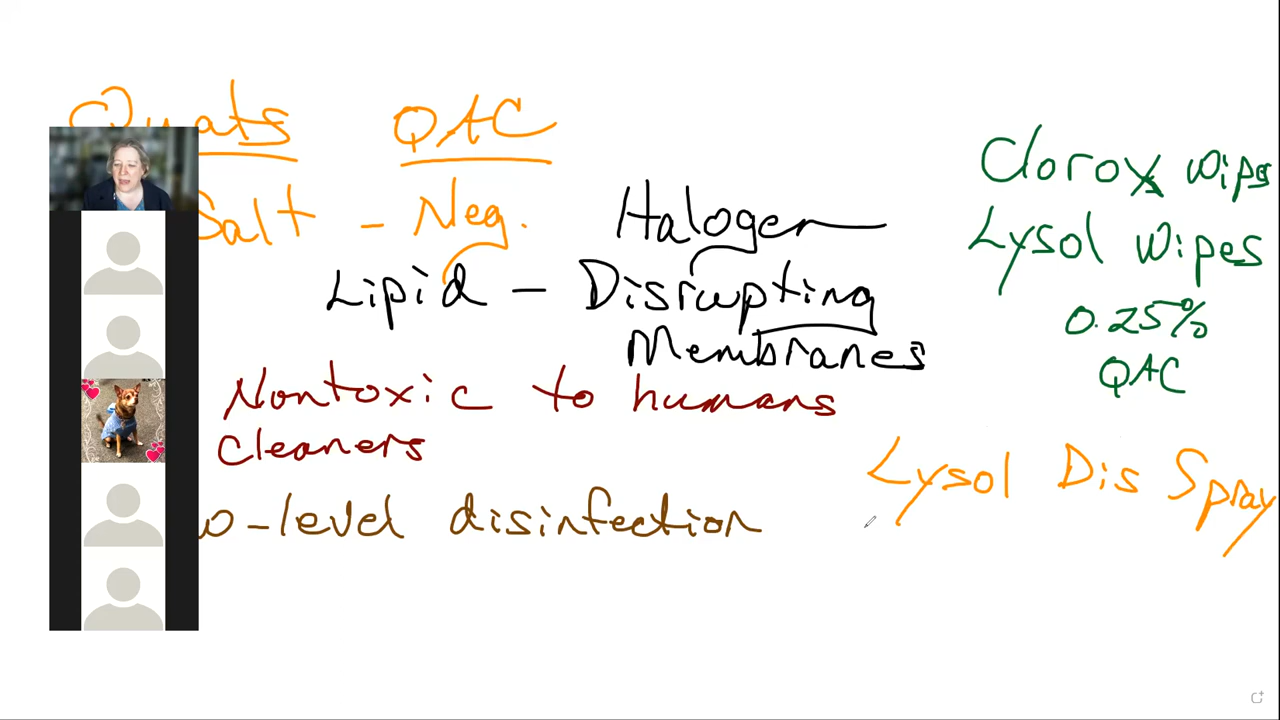 Quats QAC
Salt - Neg. Halogen
Lipid - Disrupting
Membranes
Nontoxic to humans
Cleaners
o-level disinfection
Clorox wipes
Lysol wipes
0.25%
QAC
Lysol Dis Spray